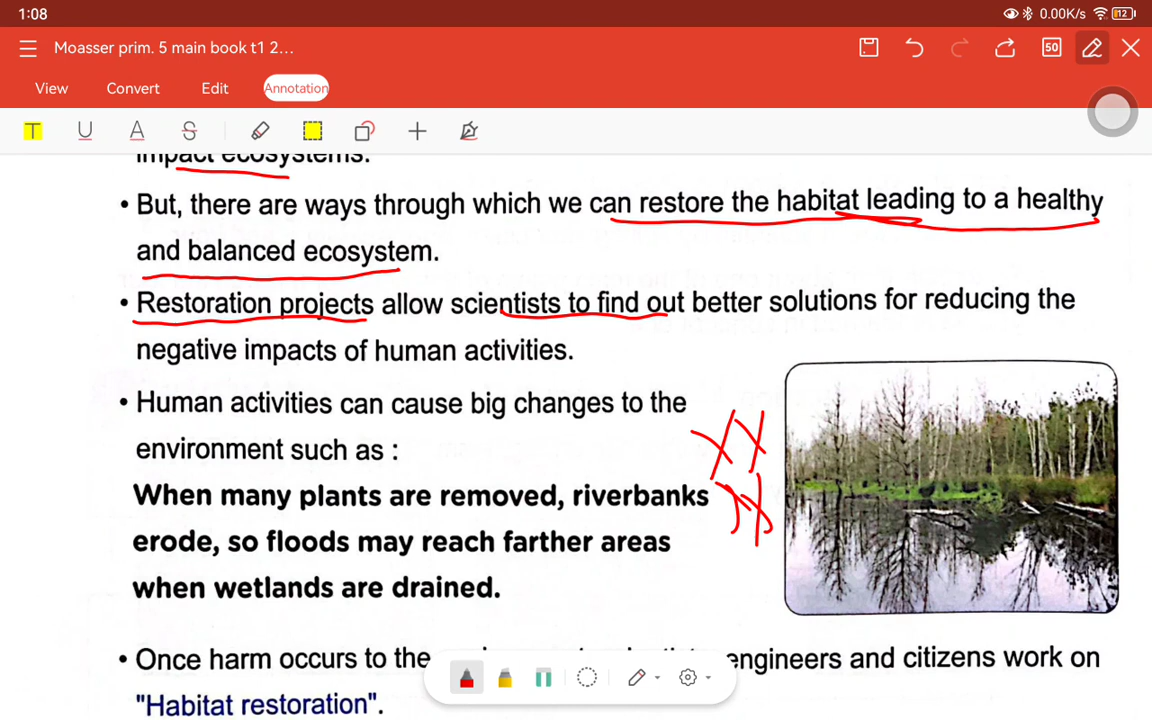 1:08
0.00K/s
12
Moasser prim. 5 main book t1 2...
50
View Convert Edit Annotation
T U A S
impact ecosystems.
• But, there are ways through which we can restore the habitat leading to a healthy
and balanced ecosystem.
• Restoration projects allow scientists to find out better solutions for reducing the
negative impacts of human activities.
• Human activities can cause big changes to the
environment such as :
When many plants are removed, riverbanks
erode, so floods may reach farther areas
when wetlands are drained.
• Once harm occurs to the engineers and citizens work on
"Habitat restoration".